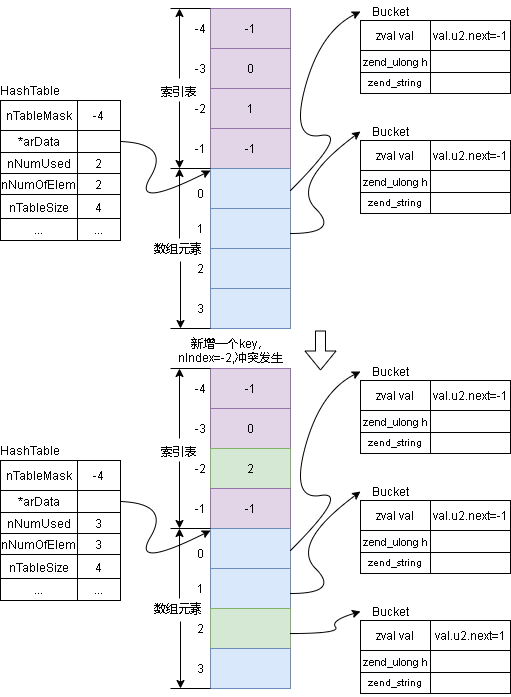 HashTable
nTableMask -4
*arData
nNumUsed 2
nNumOfElem 2
nTableSize 4
... ...
索引表
数组元素
-4 -1
-3 0
-2 1
-1 -1
0
1
2
3
Bucket
zval val val.u2.next=-1
zend_ulong h
zend_string
Bucket
zval val val.u2.next=-1
zend_ulong h
zend_string
新增一个key,
nIndex=-2,冲突发生
HashTable
nTableMask -4
*arData
nNumUsed 3
nNumOfElem 3
nTableSize 4
... ...
索引表
数组元素
-4 -1
-3 0
-2 2
-1 -1
0
1
2
3
Bucket
zval val val.u2.next=-1
zend_ulong h
zend_string
Bucket
zval val val.u2.next=-1
zend_ulong h
zend_string
Bucket
zval val val.u2.next=1
zend_ulong h
zend_string